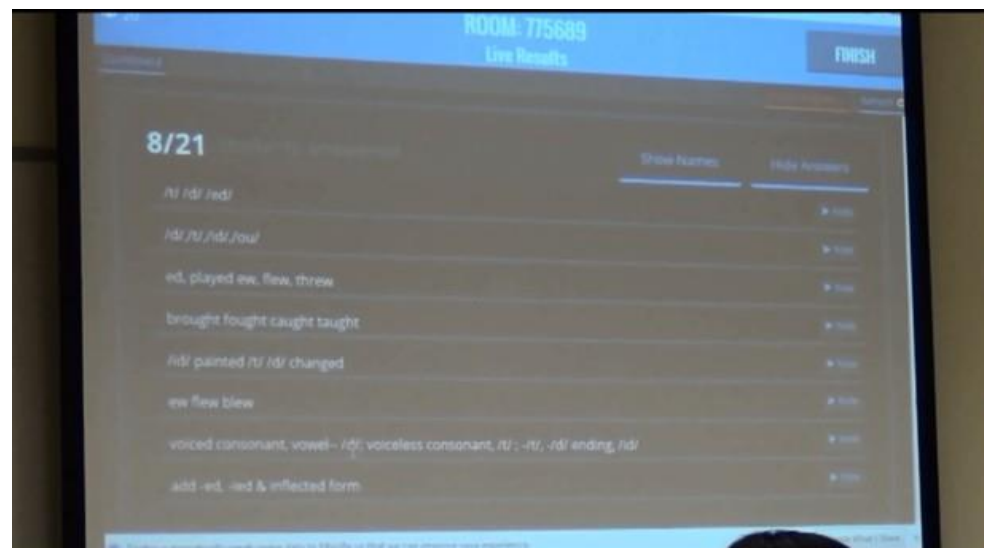 ROOM: 775689
Live Results
FINISH
8/21
Show Names
Hide Answers
/t/ /d/ /ed/
/d/,/t/,/id/,/ou/
ed, played ew, flew, threw
brought fought caught taught
/id/ painted /t/ /d/ changed
ew flew blew
voiced consonant, vowel-- /d/; voiceless consonant, /t/ ; -/t/, -/d/ ending, /id/
add -ed, -ied & inflected form